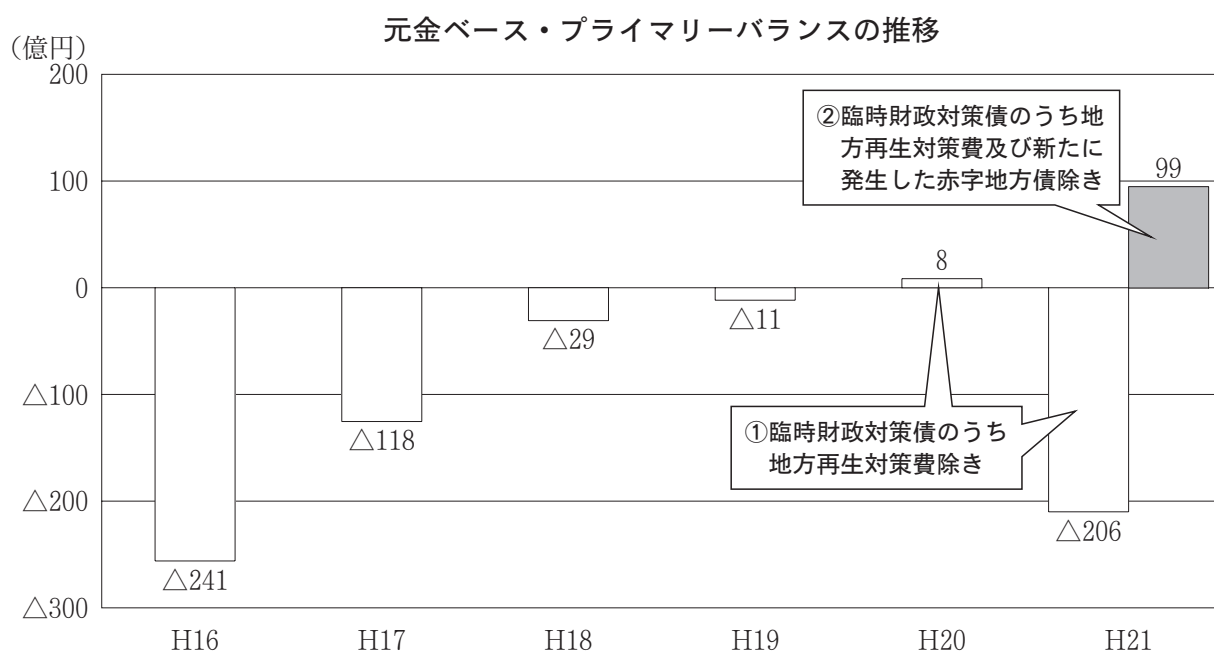 元金ベース・プライマリーバランスの推移
（億円）
200
②臨時財政対策債のうち地
方再生対策費及び新たに
発生した赤字地方債除き
100
99
8
0
△11
△29
△100
①臨時財政対策債のうち
地方再生対策費除き
△118
△200
△206
△241
△300
H16 H17 H18 H19 H20 H21